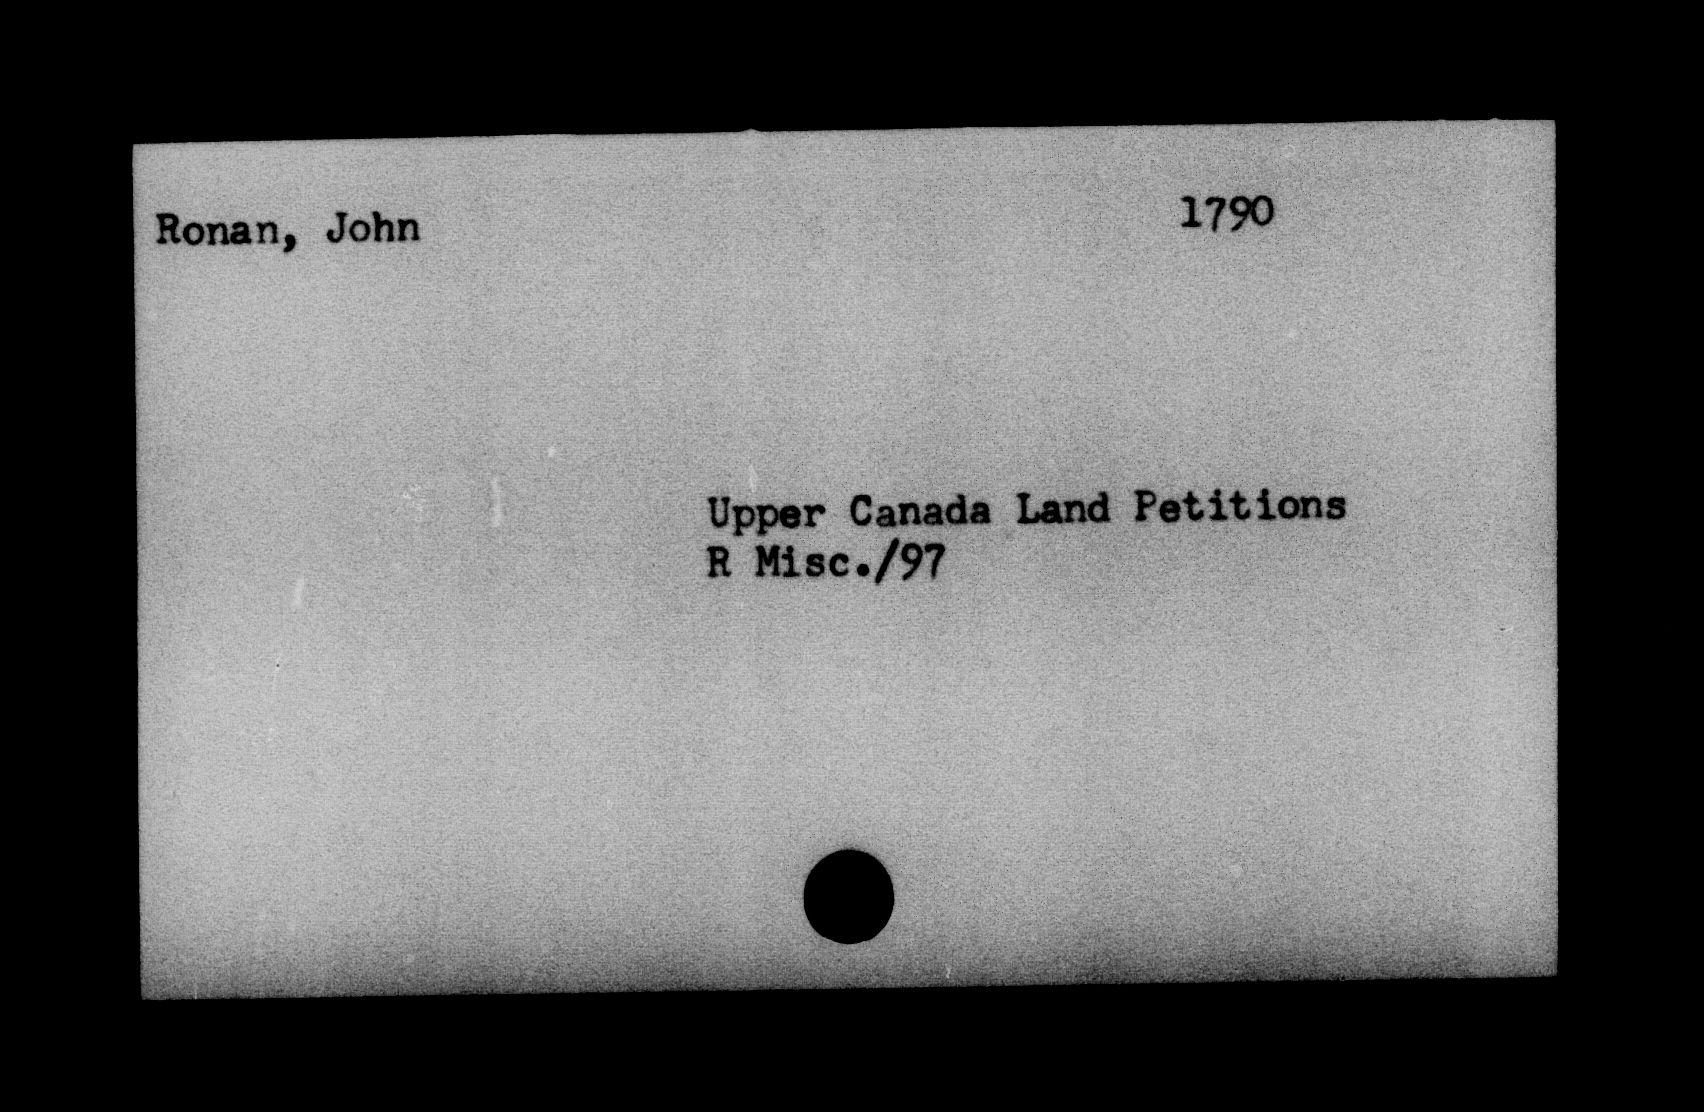 Ronan, John 1790
Upper Canada Land Petitions
R Misc./97